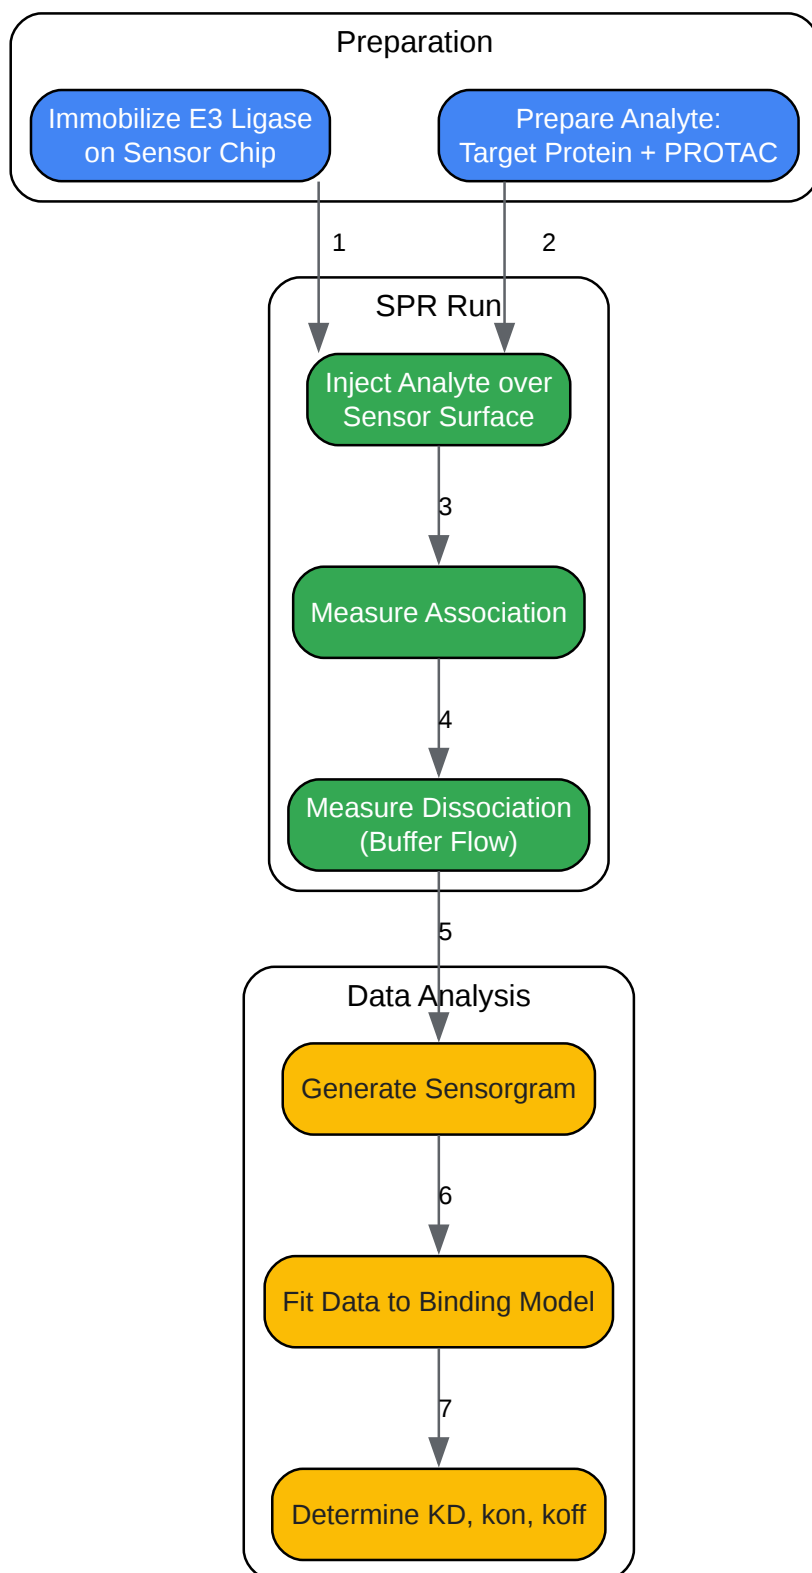 Preparation
Immobilize E3 Ligase
on Sensor Chip
Prepare Analyte:
Target Protein + PROTAC
1
2
SPR Run
Inject Analyte over
Sensor Surface
3
Measure Association
4
Measure Dissociation
(Buffer Flow)
5
Data Analysis
Generate Sensorgram
6
Fit Data to Binding Model
7
Determine KD, kon, koff